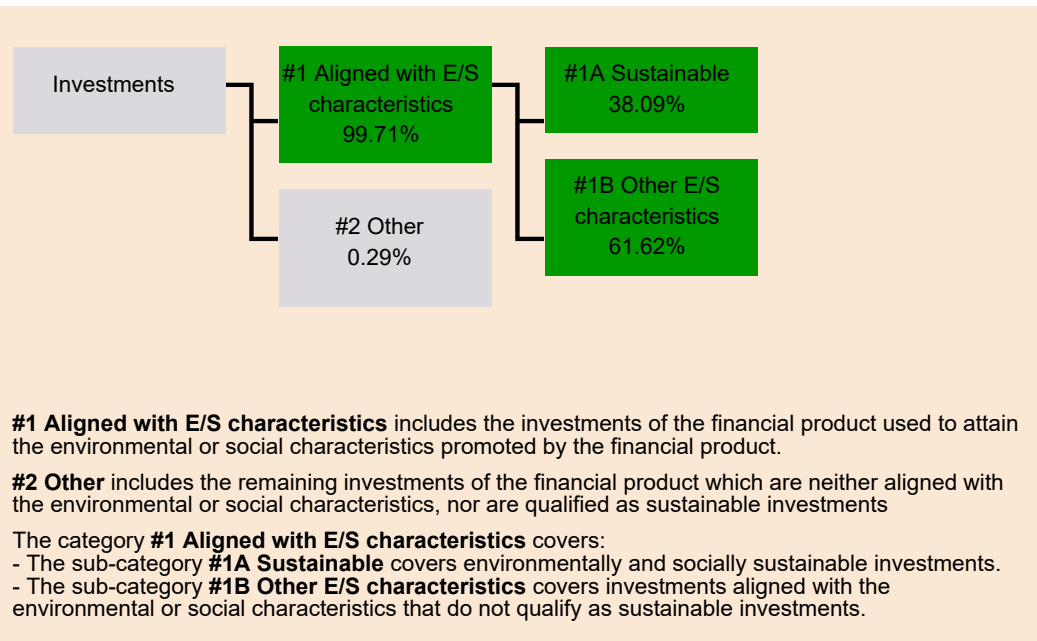 Investments
#1 Aligned with E/S
characteristics
99.71%
#1A Sustainable
38.09%
#2 Other
0.29%
#1B Other E/S
characteristics
61.62%
#1 Aligned with E/S characteristics includes the investments of the financial product used to attain
the environmental or social characteristics promoted by the financial product.
#2 Other includes the remaining investments of the financial product which are neither aligned with
the environmental or social characteristics, nor are qualified as sustainable investments
The category #1 Aligned with E/S characteristics covers:
- The sub-category #1A Sustainable covers environmentally and socially sustainable investments.
- The sub-category #1B Other E/S characteristics covers investments aligned with the
environmental or social characteristics that do not qualify as sustainable investments.